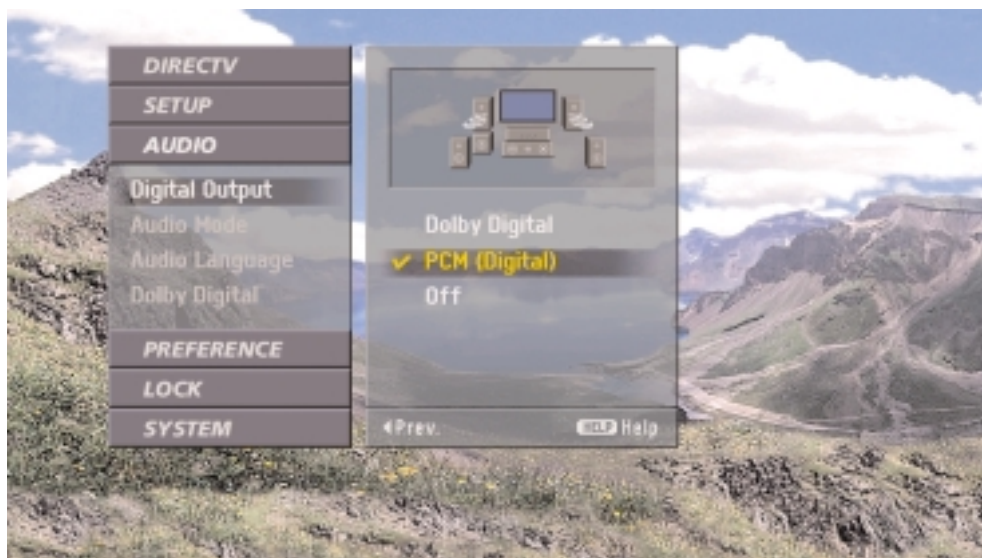 DIRECTV
SETUP
AUDIO
Digital Output
Audio Mode
Audio Language
Dolby Digital
PREFERENCE
LOCK
SYSTEM
Dolby Digital
✔ PCM (Digital)
Off
Prev.
HELP Help